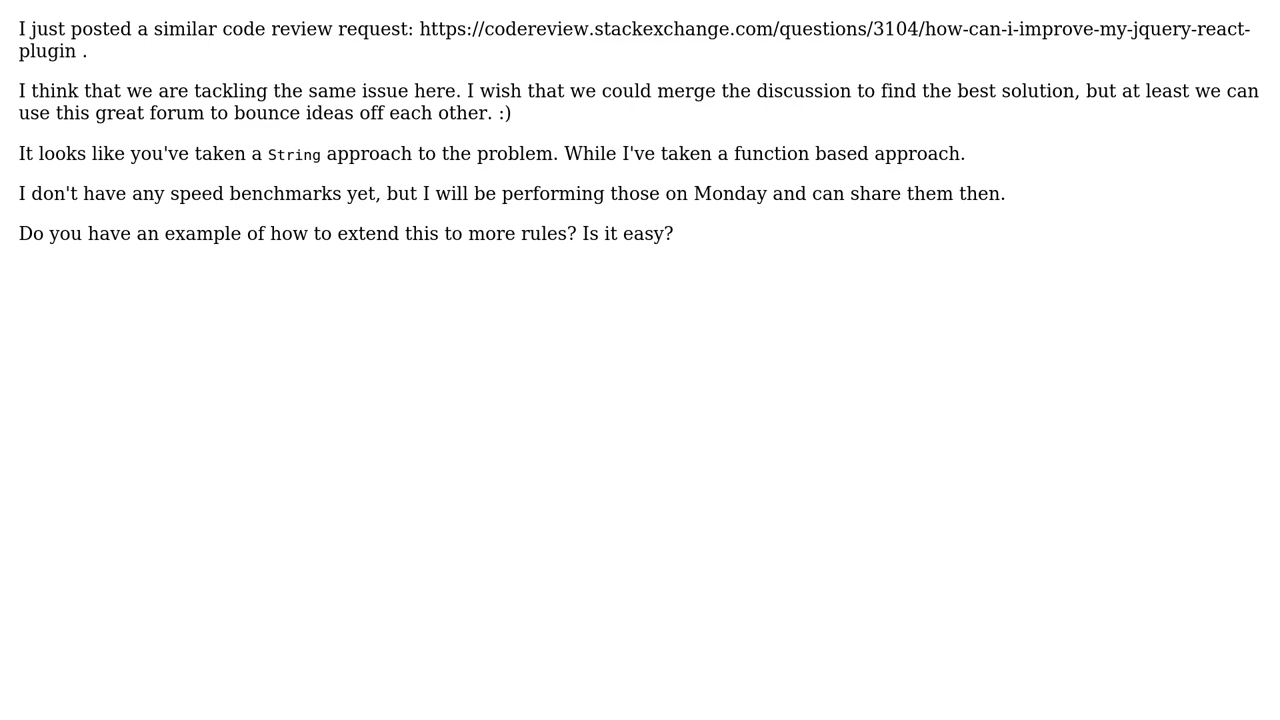 I just posted a similar code review request: https://codereview.stackexchange.com/questions/3104/how-can-i-improve-my-jquery-react-
plugin .
I think that we are tackling the same issue here. I wish that we could merge the discussion to find the best solution, but at least we can
use this great forum to bounce ideas off each other. :)
It looks like you've taken a String approach to the problem. While I've taken a function based approach.
I don't have any speed benchmarks yet, but I will be performing those on Monday and can share them then.
Do you have an example of how to extend this to more rules? Is it easy?